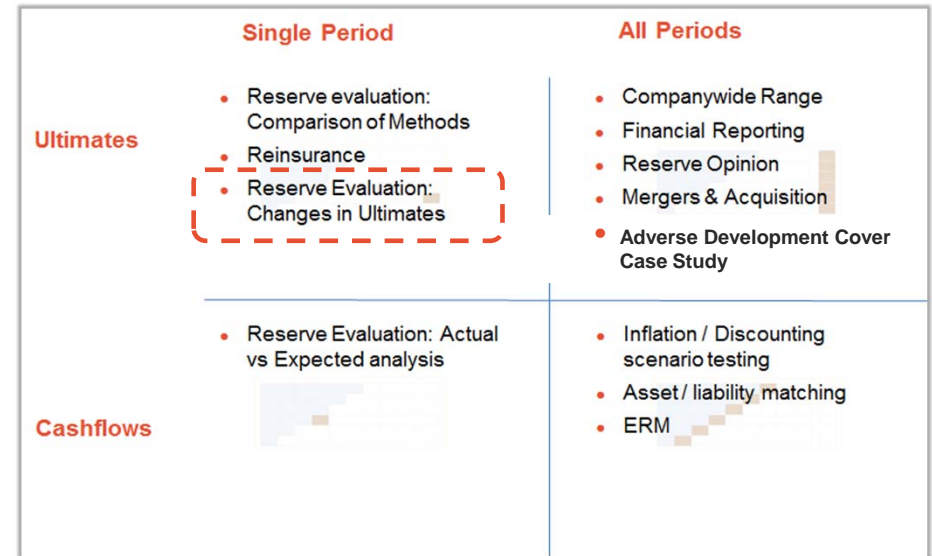 Single Period
All Periods
Ultimates
• Reserve evaluation:
Comparison of Methods
• Reinsurance
• Reserve Evaluation:
Changes in Ultimates
• Companywide Range
• Financial Reporting
• Reserve Opinion
• Mergers & Acquisition
• Adverse Development Cover
Case Study
Cashflows
• Reserve Evaluation: Actual
vs Expected analysis
• Inflation / Discounting
scenario testing
• Asset / liability matching
• ERM